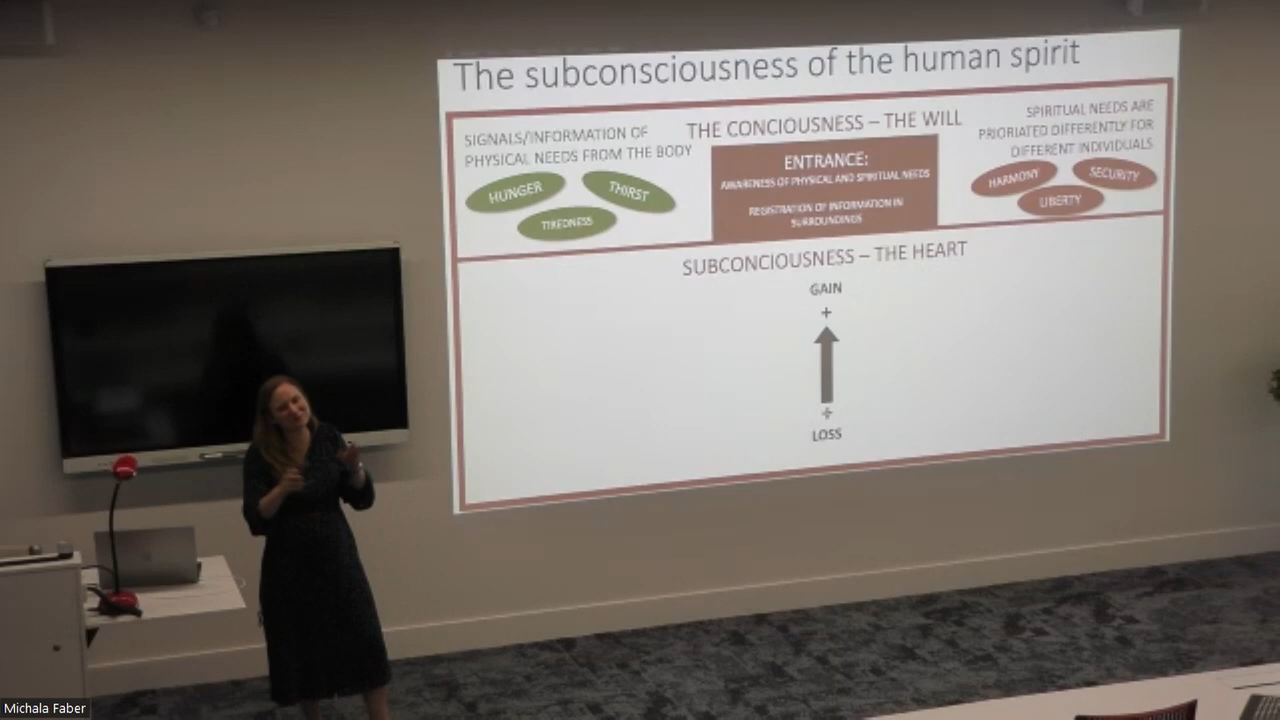 The subconsciousness of the human spirit
SIGNALS/INFORMATION OF
PHYSICAL NEEDS FROM THE BODY
HUNGER
THIRST
TIREDNESS
THE CONCIOUSNESS – THE WILL
ENTRANCE:
AWARENESS OF PHYSICAL AND SPIRITUAL NEEDS
REGISTRATION OF INFORMATION IN
SURROUNDINGS
SPIRITUAL NEEDS ARE
PRIORIATED DIFFERENTLY FOR
DIFFERENT INDIVIDUALS
HARMONY
SECURITY
LIBERTY
SUBCONCIOUSNESS – THE HEART
GAIN
+
÷
LOSS
Michala Faber